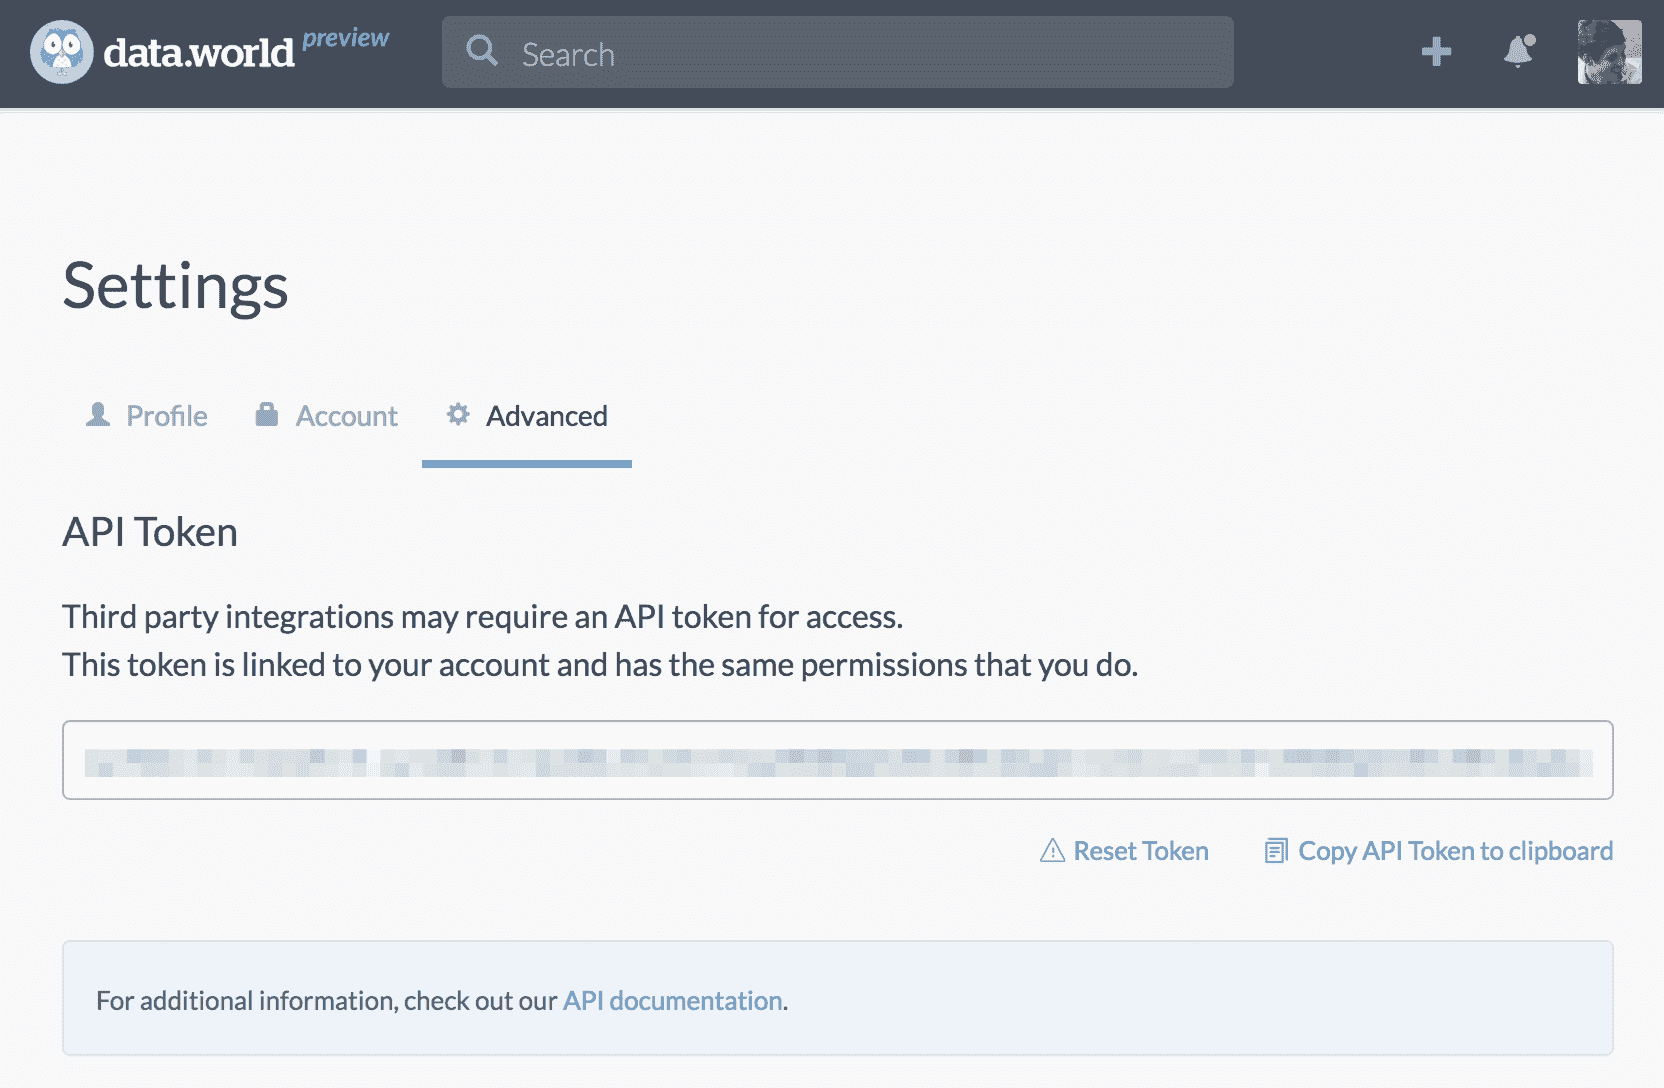 data.world preview
Search
Settings
Profile
Account
Advanced
API Token
Third party integrations may require an API token for access.
This token is linked to your account and has the same permissions that you do.
Reset Token
Copy API Token to clipboard
For additional information, check out our API documentation.